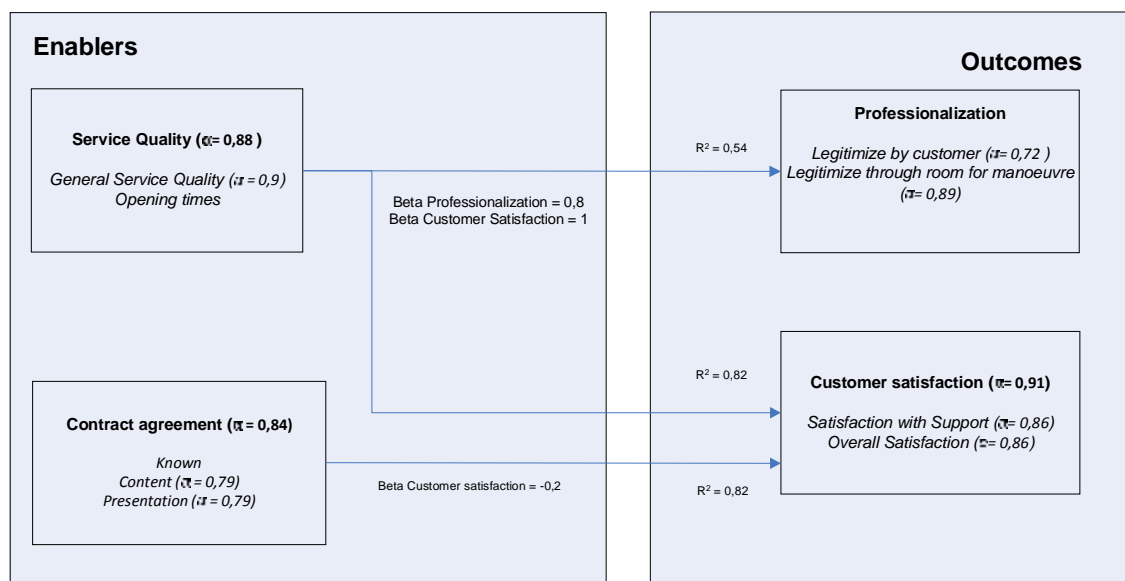 Enablers
Service Quality (α= 0,88 )
General Service Quality (α = 0,9)
Opening times
Contract agreement (α = 0,84)
Known
Content (α = 0,79)
Presentation (α = 0,79)
Beta Professionalization = 0,8
Beta Customer Satisfaction = 1
Beta Customer satisfaction = -0,2
Outcomes
R² = 0,54
Professionalization
Legitimize by customer (α = 0,72 )
Legitimize through room for manoeuvre
(α= 0,89)
R² = 0,82
Customer satisfaction (α= 0,91)
Satisfaction with Support (α= 0,86)
Overall Satisfaction (α= 0,86)
R² = 0,82